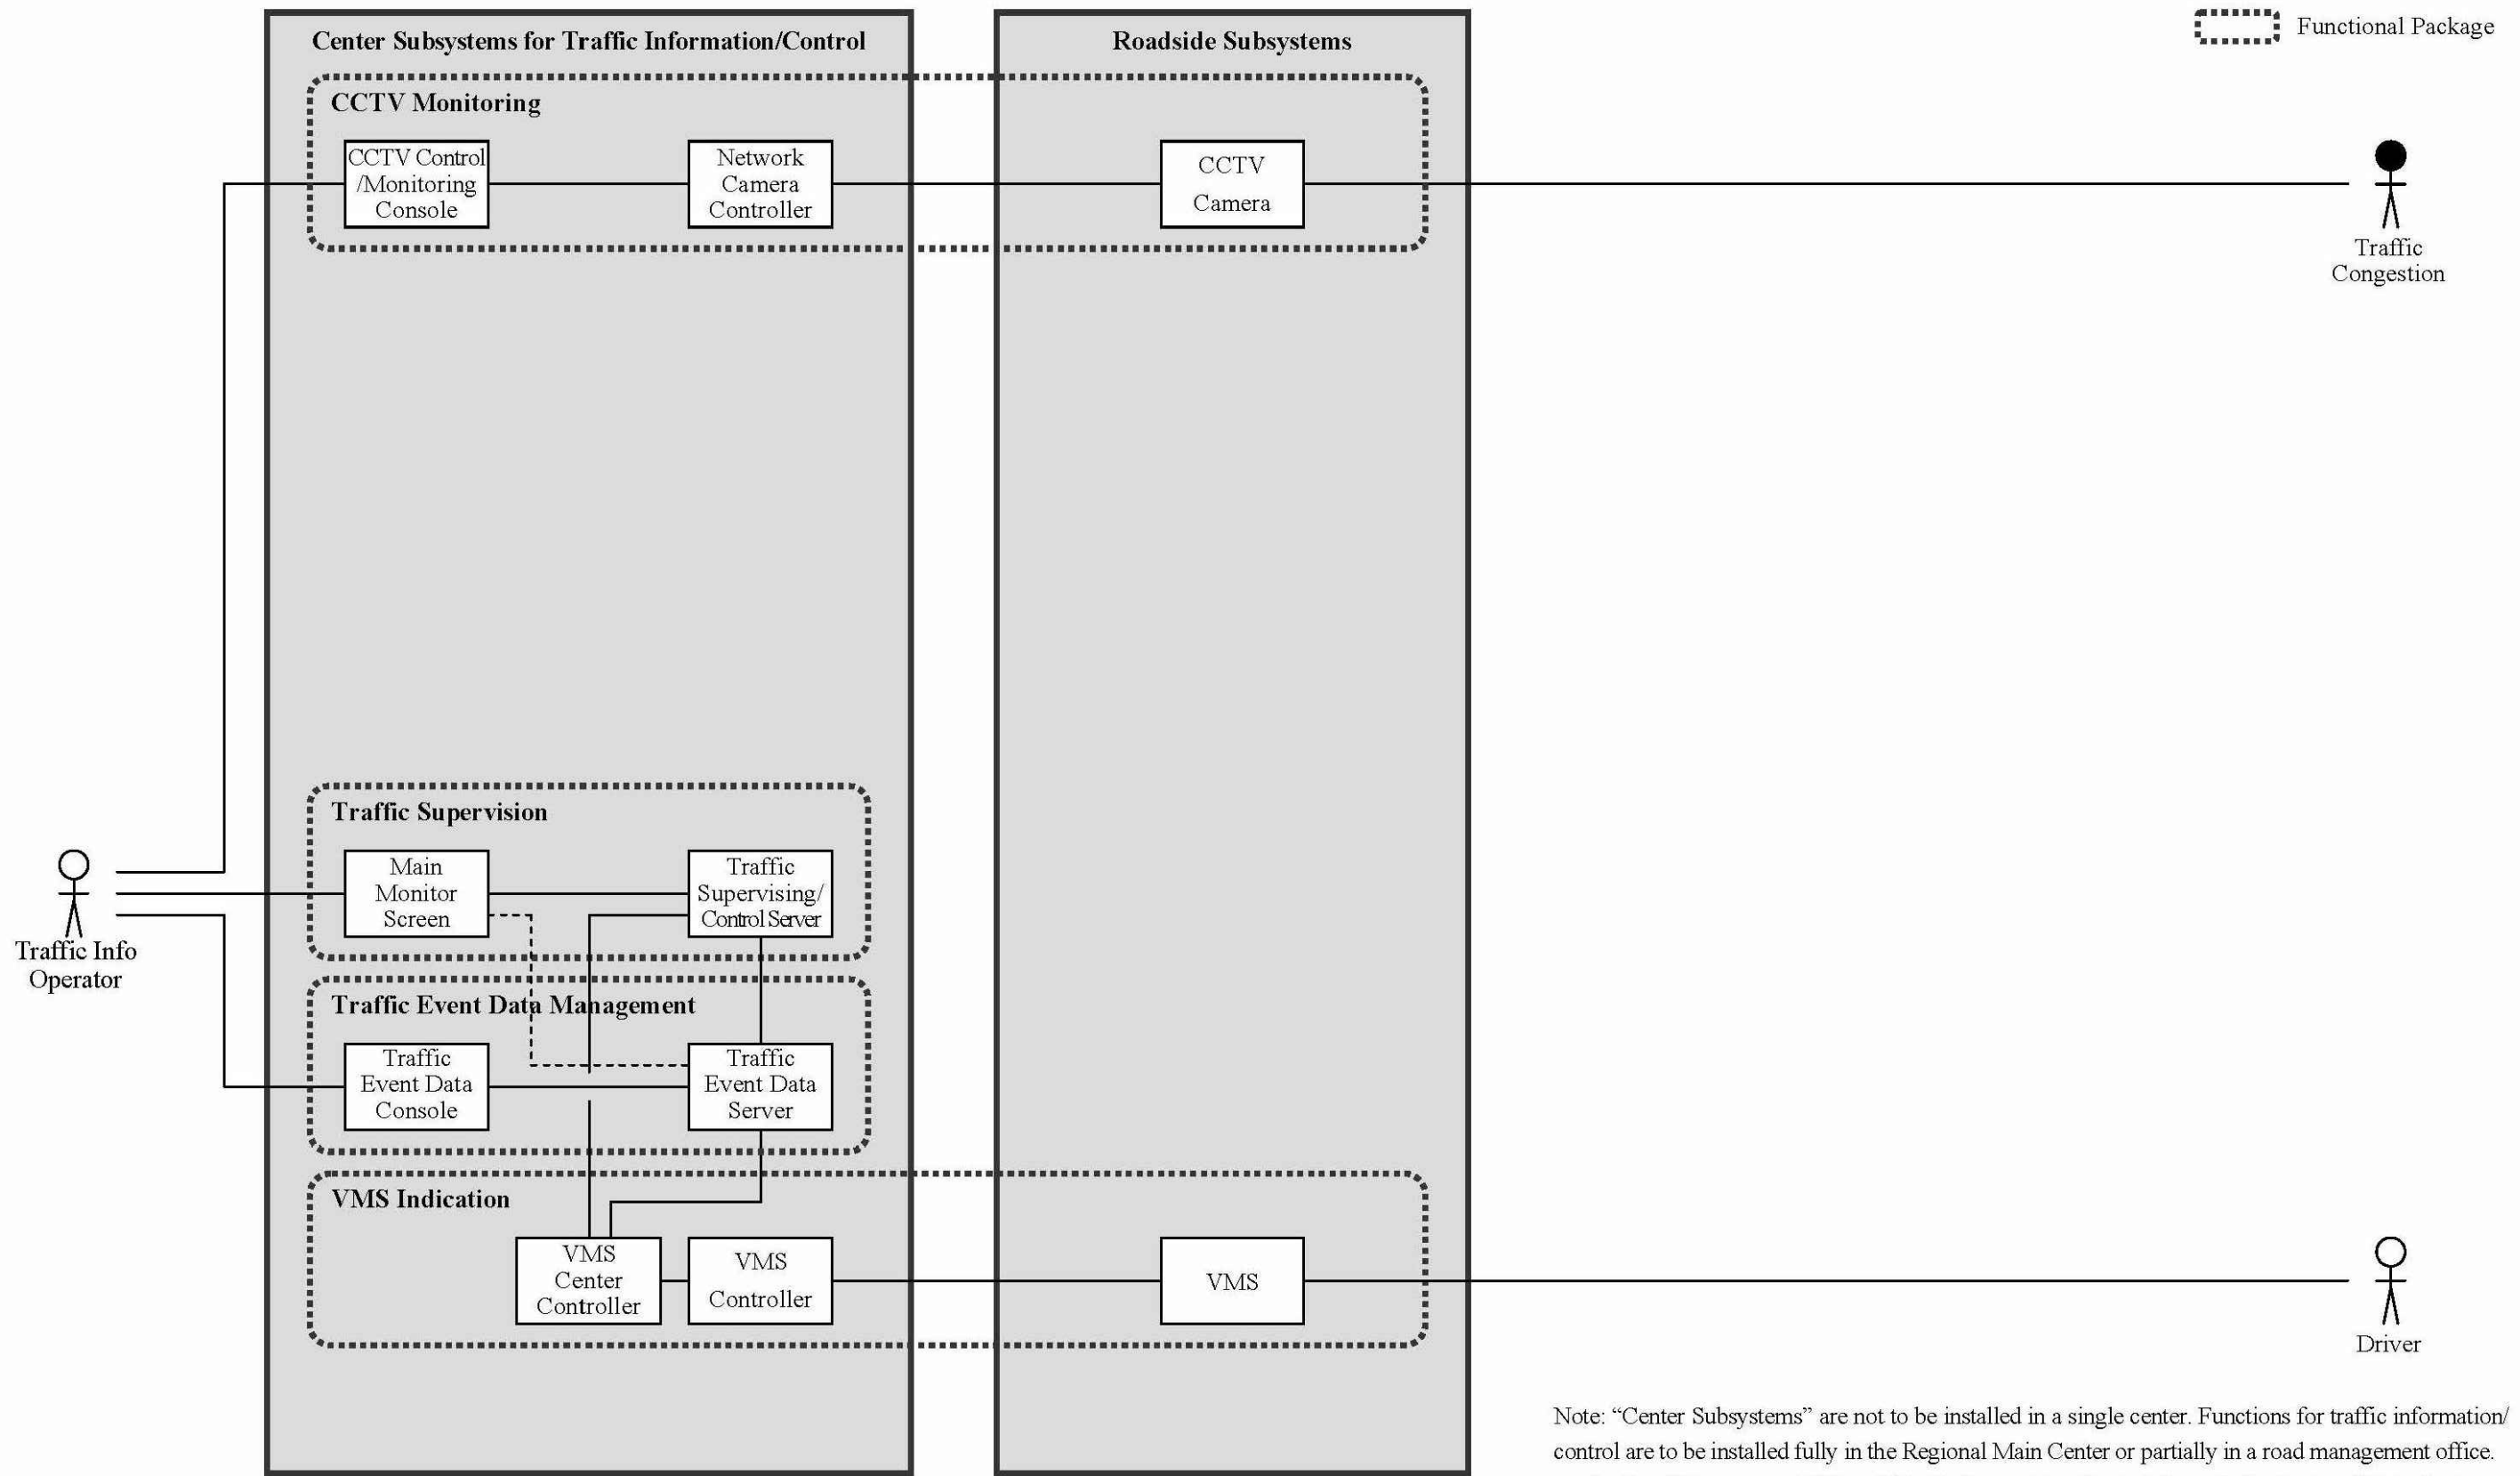 Center Subsystems for Traffic Information/Control
Roadside Subsystems
Functional Package
CCTV Monitoring
CCTV Control
/Monitoring
Console
Network
Camera
Controller
CCTV
Camera
Traffic
Congestion
Traffic Supervision
Main
Monitor
Screen
Traffic
Supervising/
Control Server
Traffic Info
Operator
Traffic Event Data Management
Traffic
Event Data
Console
Traffic
Event Data
Server
VMS Indication
VMS
Center
Controller
VMS
Controller
VMS
Driver
Note: “Center Subsystems” are not to be installed in a single center. Functions for traffic information/
control are to be installed fully in the Regional Main Center or partially in a road management office.